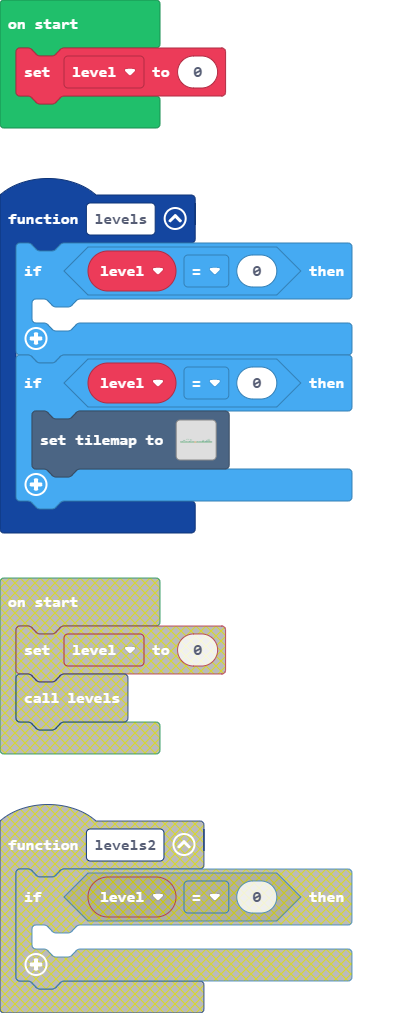 on start
set level to 0
function levels
if level = 0 then
if level = 0 then
set tilemap to
on start
set level to 0
call levels
function levels2
if level = 0 then